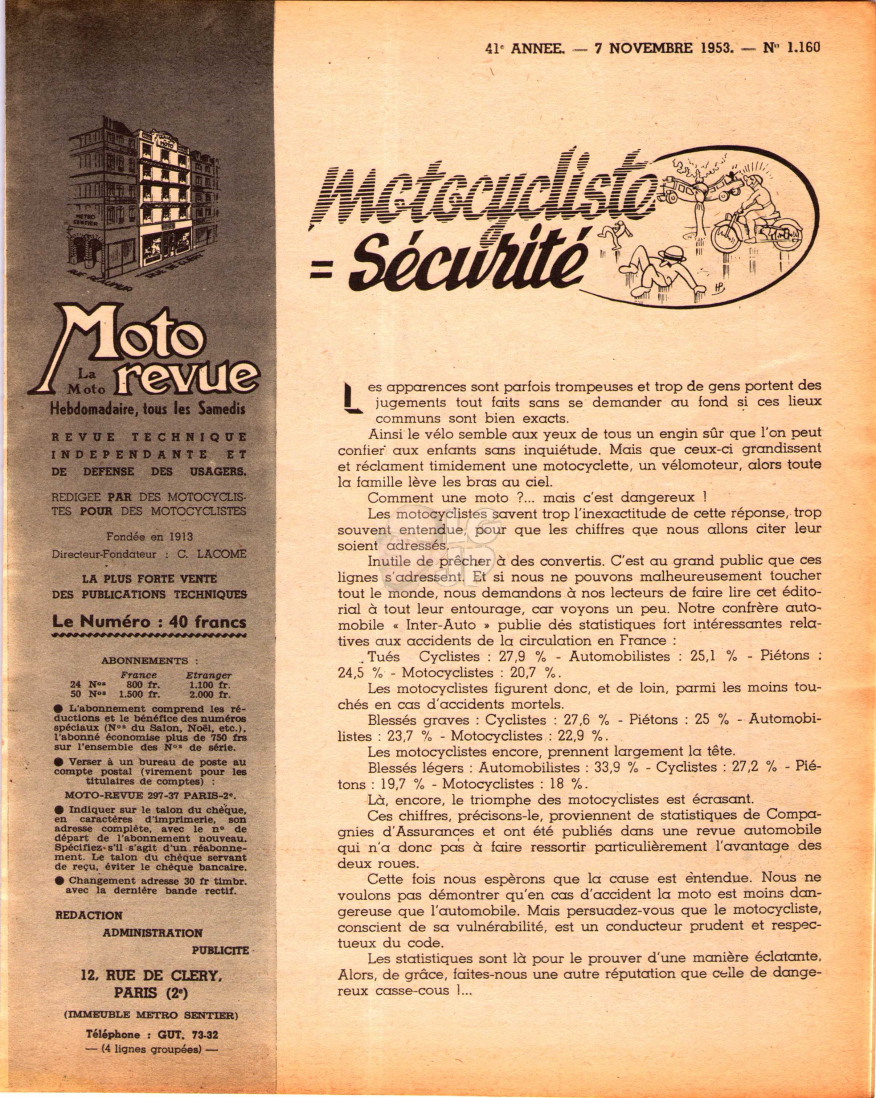 41e ANNEE. — 7 NOVEMBRE 1953. — No 1.160
METRO
SENTIER
RUE REAUMUR
RUE DE CLERY
Moto
revue
La
Moto
Hebdomadaire, tous les Samedis
REVUE TECHNIQUE
INDEPENDANTE ET
DE DEFENSE DES USAGERS.
REDIGEE PAR DES MOTOCYCLIS-
TES POUR DES MOTOCYCLISTES
Fondée en 1913
Directeur-Fondateur : C. LACOME
LA PLUS FORTE VENTE
DES PUBLICATIONS TECHNIQUES
Le Numéro : 40 francs
ABONNEMENTS :
France Etranger
24 Nos 800 fr. 1.100 fr.
50 Nos 1.500 fr. 2.000 fr.
● L'abonnement comprend les ré-
ductions et le bénéfice des numéros
spéciaux (Nos du Salon, Noël, etc.),
l'abonné économise plus de 750 frs
sur l'ensemble des Nos de série.
● Verser à un bureau de poste au
compte postal (virement pour les
titulaires de comptes) :
MOTO-REVUE 297-37 PARIS-2e.
● Indiquer sur le talon du chèque,
en caractères d'imprimerie, son
adresse complète, avec le no de
départ de l'abonnement nouveau.
Spécifiez-s'il s'agit d'un réabonne-
ment. Le talon du chèque servant
de reçu, éviter le chèque bancaire.
● Changement adresse 30 fr timbr.
avec la dernière bande rectif.
REDACTION
ADMINISTRATION
PUBLICITE
12, RUE DE CLERY,
PARIS (2e)
(IMMEUBLE METRO SENTIER)
Téléphone : GUT. 73-32
— (4 lignes groupées) —
Motocycliste
= Sécurité
HP
Les apparences sont parfois trompeuses et trop de gens portent des
jugements tout faits sans se demander au fond si ces lieux
communs sont bien exacts.
Ainsi le vélo semble aux yeux de tous un engin sûr que l'on peut
confier aux enfants sans inquiétude. Mais que ceux-ci grandissent
et réclament timidement une motocyclette, un vélomoteur, alors toute
la famille lève les bras au ciel.
Comment une moto ?... mais c'est dangereux !
Les motocyclistes savent trop l'inexactitude de cette réponse, trop
souvent entendue, pour que les chiffres que nous allons citer leur
soient adressés.
Inutile de prêcher à des convertis. C'est au grand public que ces
lignes s'adressent. Et si nous ne pouvons malheureusement toucher
tout le monde, nous demandons à nos lecteurs de faire lire cet édito-
rial à tout leur entourage, car voyons un peu. Notre confrère auto-
mobile « Inter-Auto » publie des statistiques fort intéressantes rela-
tives aux accidents de la circulation en France :
Tués Cyclistes : 27,9 % - Automobilistes : 25,1 % - Piétons :
24,5 % - Motocyclistes : 20,7 %.
Les motocyclistes figurent donc, et de loin, parmi les moins tou-
chés en cas d'accidents mortels.
Blessés graves : Cyclistes : 27,6 % - Piétons : 25 % - Automobi-
listes : 23,7 % - Motocyclistes : 22,9 %.
Les motocyclistes encore, prennent largement la tête.
Blessés légers : Automobilistes : 33,9 % - Cyclistes : 27,2 % - Pié-
tons : 19,7 % - Motocyclistes : 18 %.
Là, encore, le triomphe des motocyclistes est écrasant.
Ces chiffres, précisons-le, proviennent de statistiques de Compa-
gnies d'Assurances et ont été publiés dans une revue automobile
qui n'a donc pas à faire ressortir particulièrement l'avantage des
deux roues.
Cette fois nous espèrons que la cause est entendue. Nous ne
voulons pas démontrer qu'en cas d'accident la moto est moins dan-
gereuse que l'automobile. Mais persuadez-vous que le motocycliste,
conscient de sa vulnérabilité, est un conducteur prudent et respec-
tueux du code.
Les statistiques sont là pour le prouver d'une manière éclatante.
Alors, de grâce, faites-nous une autre réputation que celle de dange-
reux casse-cous !...